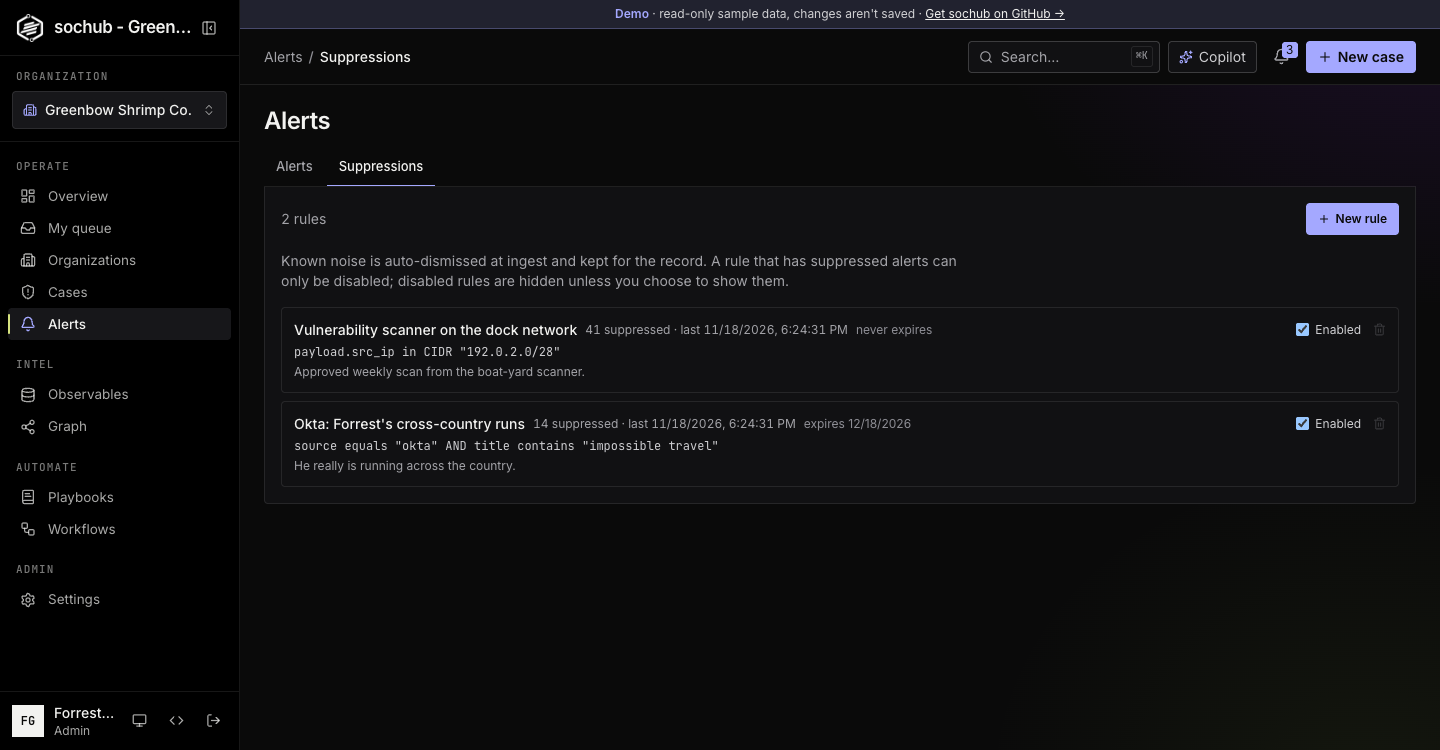 sochub - Green...
Demo · read-only sample data, changes aren't saved · Get sochub on GitHub →
Alerts / Suppressions
Search...
⌘K
Copilot
3
+ New case
ORGANIZATION
Greenbow Shrimp Co.
OPERATE
Overview
My queue
Organizations
Cases
Alerts
INTEL
Observables
Graph
AUTOMATE
Playbooks
Workflows
ADMIN
Settings
FG
Forrest...
Admin
Alerts
Alerts
Suppressions
2 rules
+ New rule
Known noise is auto-dismissed at ingest and kept for the record. A rule that has suppressed alerts can
only be disabled; disabled rules are hidden unless you choose to show them.
Vulnerability scanner on the dock network 41 suppressed · last 11/18/2026, 6:24:31 PM never expires
Enabled
payload.src_ip in CIDR "192.0.2.0/28"
Approved weekly scan from the boat-yard scanner.
Okta: Forrest's cross-country runs 14 suppressed · last 11/18/2026, 6:24:31 PM expires 12/18/2026
Enabled
source equals "okta" AND title contains "impossible travel"
He really is running across the country.